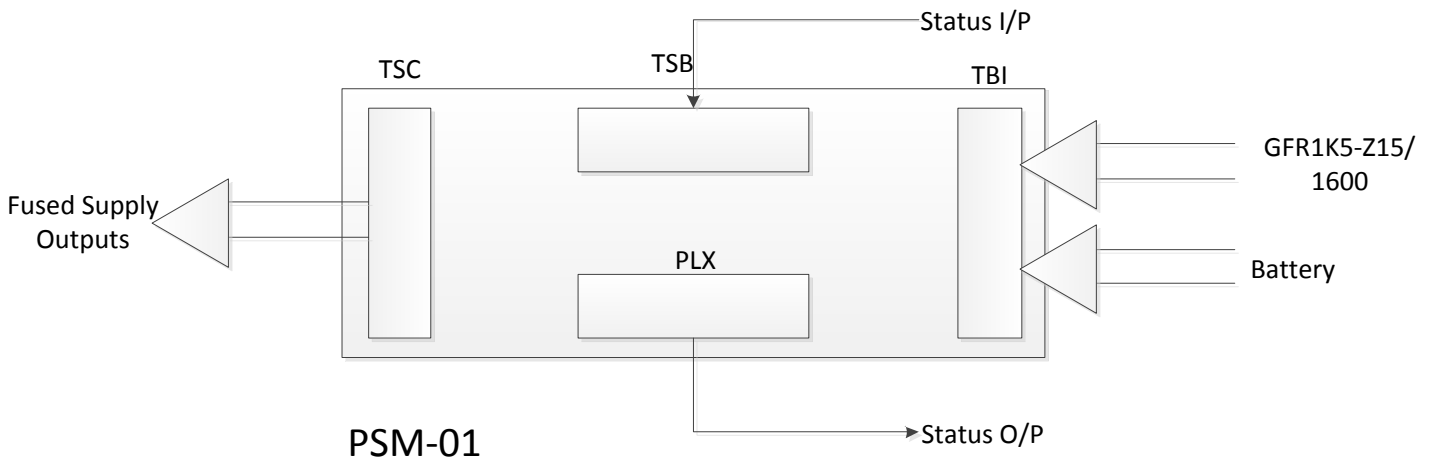 Status I/P
TSC
TSB
TBI
GFR1K5-Z15/
1600
Fused Supply
Outputs
PLX
Battery
Status O/P
PSM-01